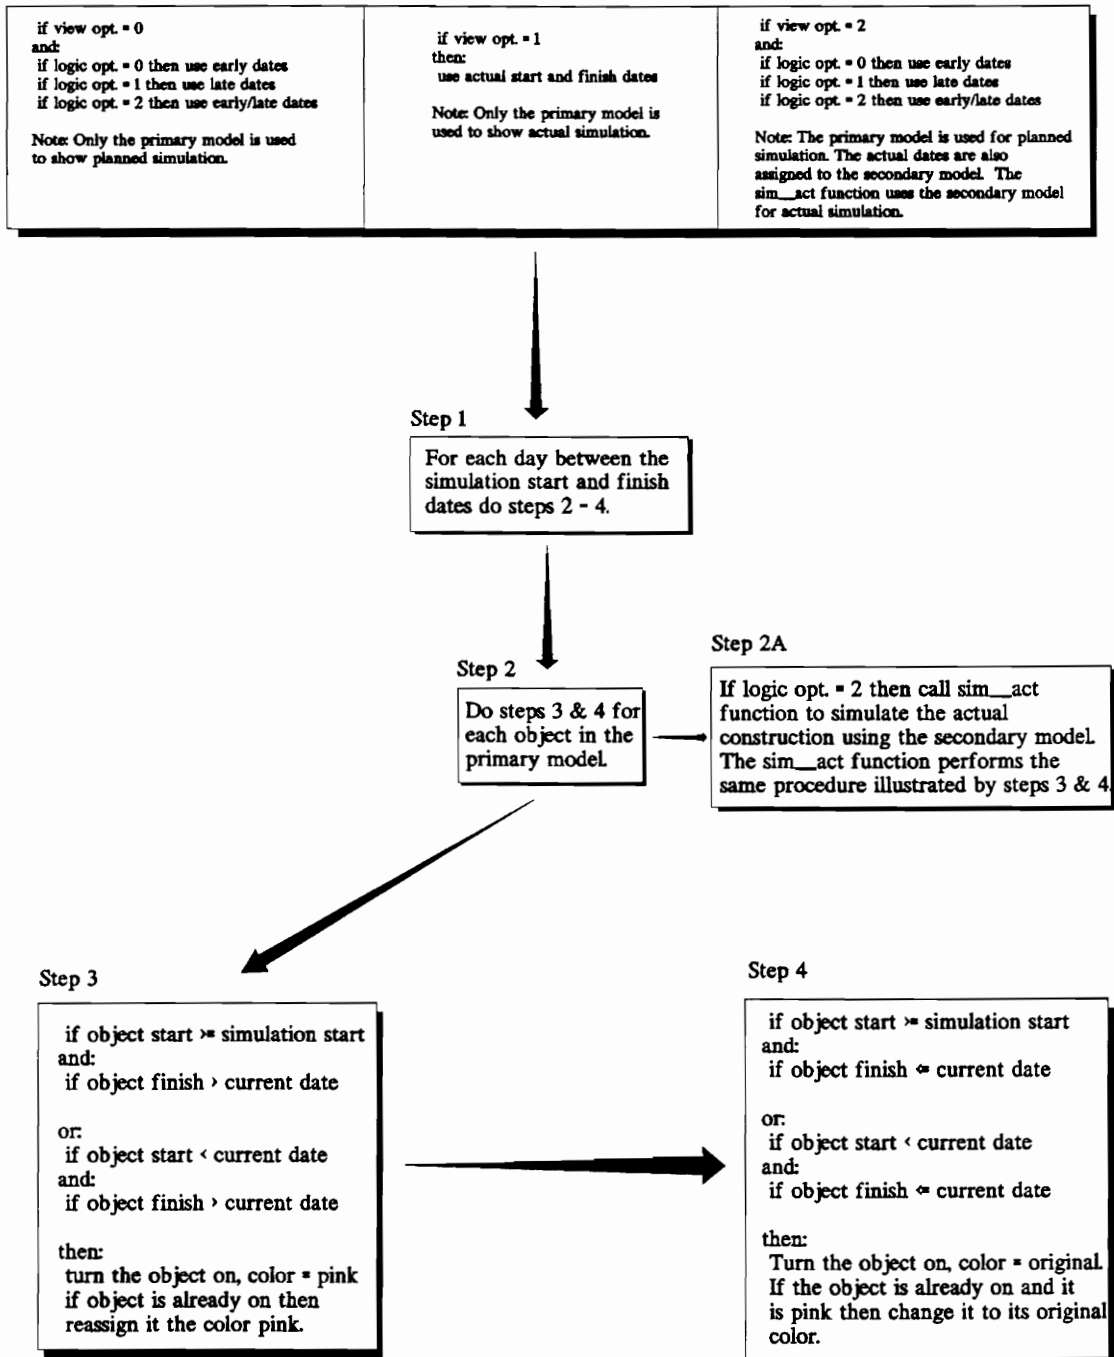 if view opt. = 0
and:
if logic opt. = 0 then use early dates
if logic opt. = 1 then use late dates
if logic opt. = 2 then use early/late dates
Note: Only the primary model is used
to show planned simulation.
if view opt. = 1
then:
use actual start and finish dates
Note: Only the primary model is
used to show actual simulation.
if view opt. = 2
and:
if logic opt. = 0 then use early dates
if logic opt. = 1 then use late dates
if logic opt. = 2 then use early/late dates
Note: The primary model is used for planned
simulation. The actual dates are also
assigned to the secondary model. The
sim__act function uses the secondary model
for actual simulation.
Step 1
For each day between the
simulation start and finish
dates do steps 2 - 4.
Step 2
Do steps 3 & 4 for
each object in the
primary model.
Step 2A
If logic opt. = 2 then call sim__act
function to simulate the actual
construction using the secondary model.
The sim__act function performs the
same procedure illustrated by steps 3 & 4.
Step 3
if object start >= simulation start
and:
if object finish > current date
or:
if object start < current date
and:
if object finish > current date
then:
turn the object on, color = pink
if object is already on then
reassign it the color pink.
Step 4
if object start >= simulation start
and:
if object finish <= current date
or:
if object start < current date
and:
if object finish <= current date
then:
Turn the object on, color = original.
If the object is already on and it
is pink then change it to its original
color.